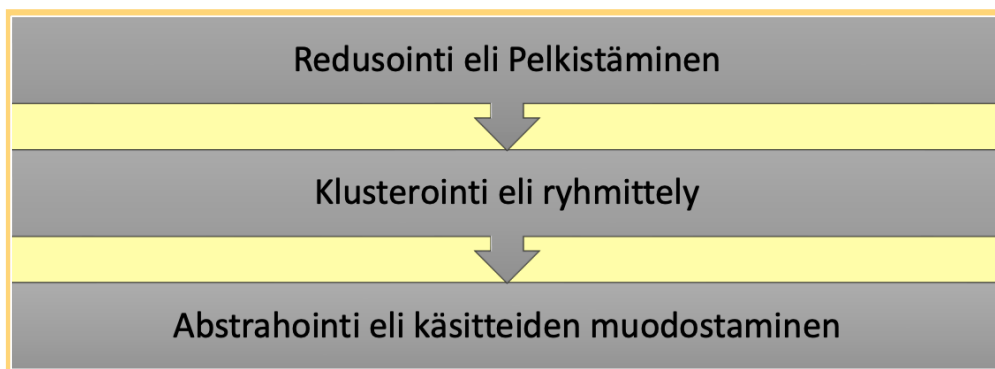 Redusointi eli Pelkistäminen
Klusterointi eli ryhmittely
Abstrahointi eli käsitteiden muodostaminen